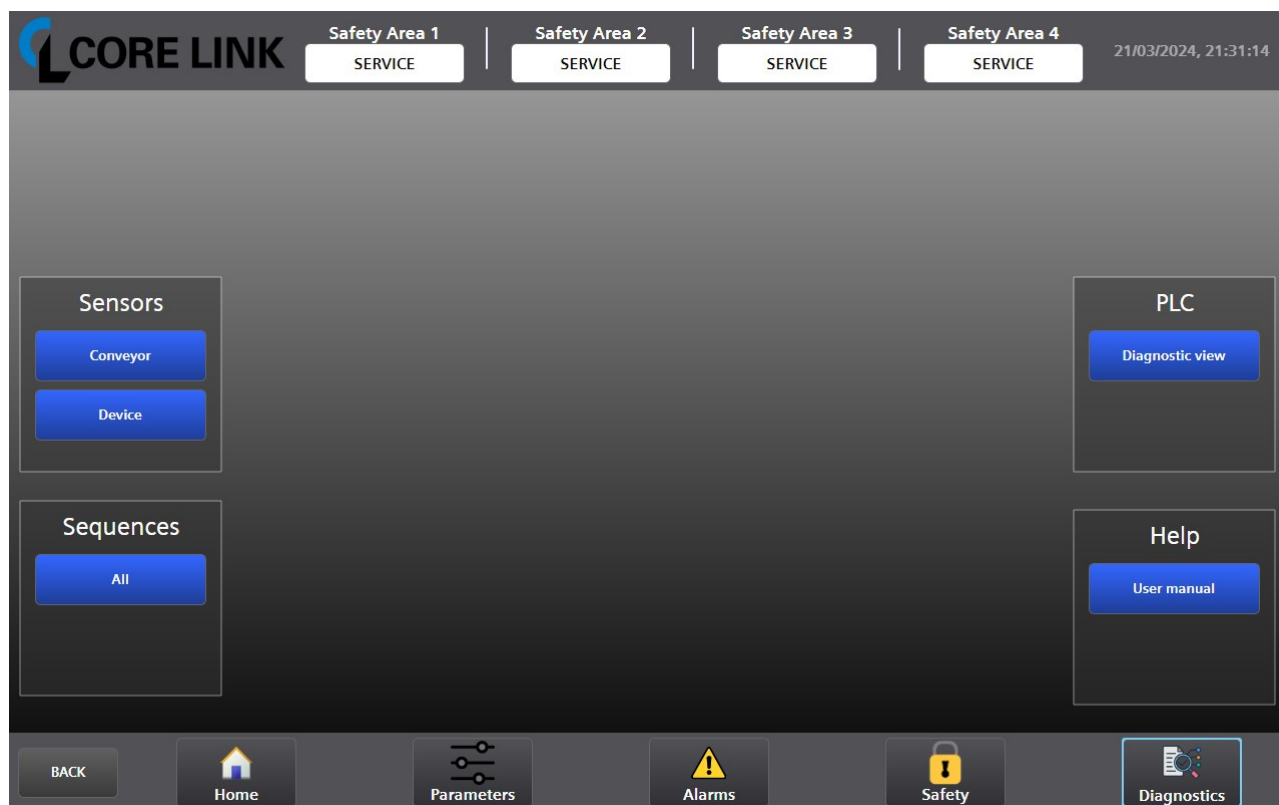 CORE LINK
Safety Area 1
SERVICE
Safety Area 2
SERVICE
Safety Area 3
SERVICE
Safety Area 4
SERVICE
21/03/2024, 21:31:14
Sensors
Conveyor
Device
Sequences
All
PLC
Diagnostic view
Help
User manual
BACK
Home
Parameters
Alarms
Safety
Diagnostics